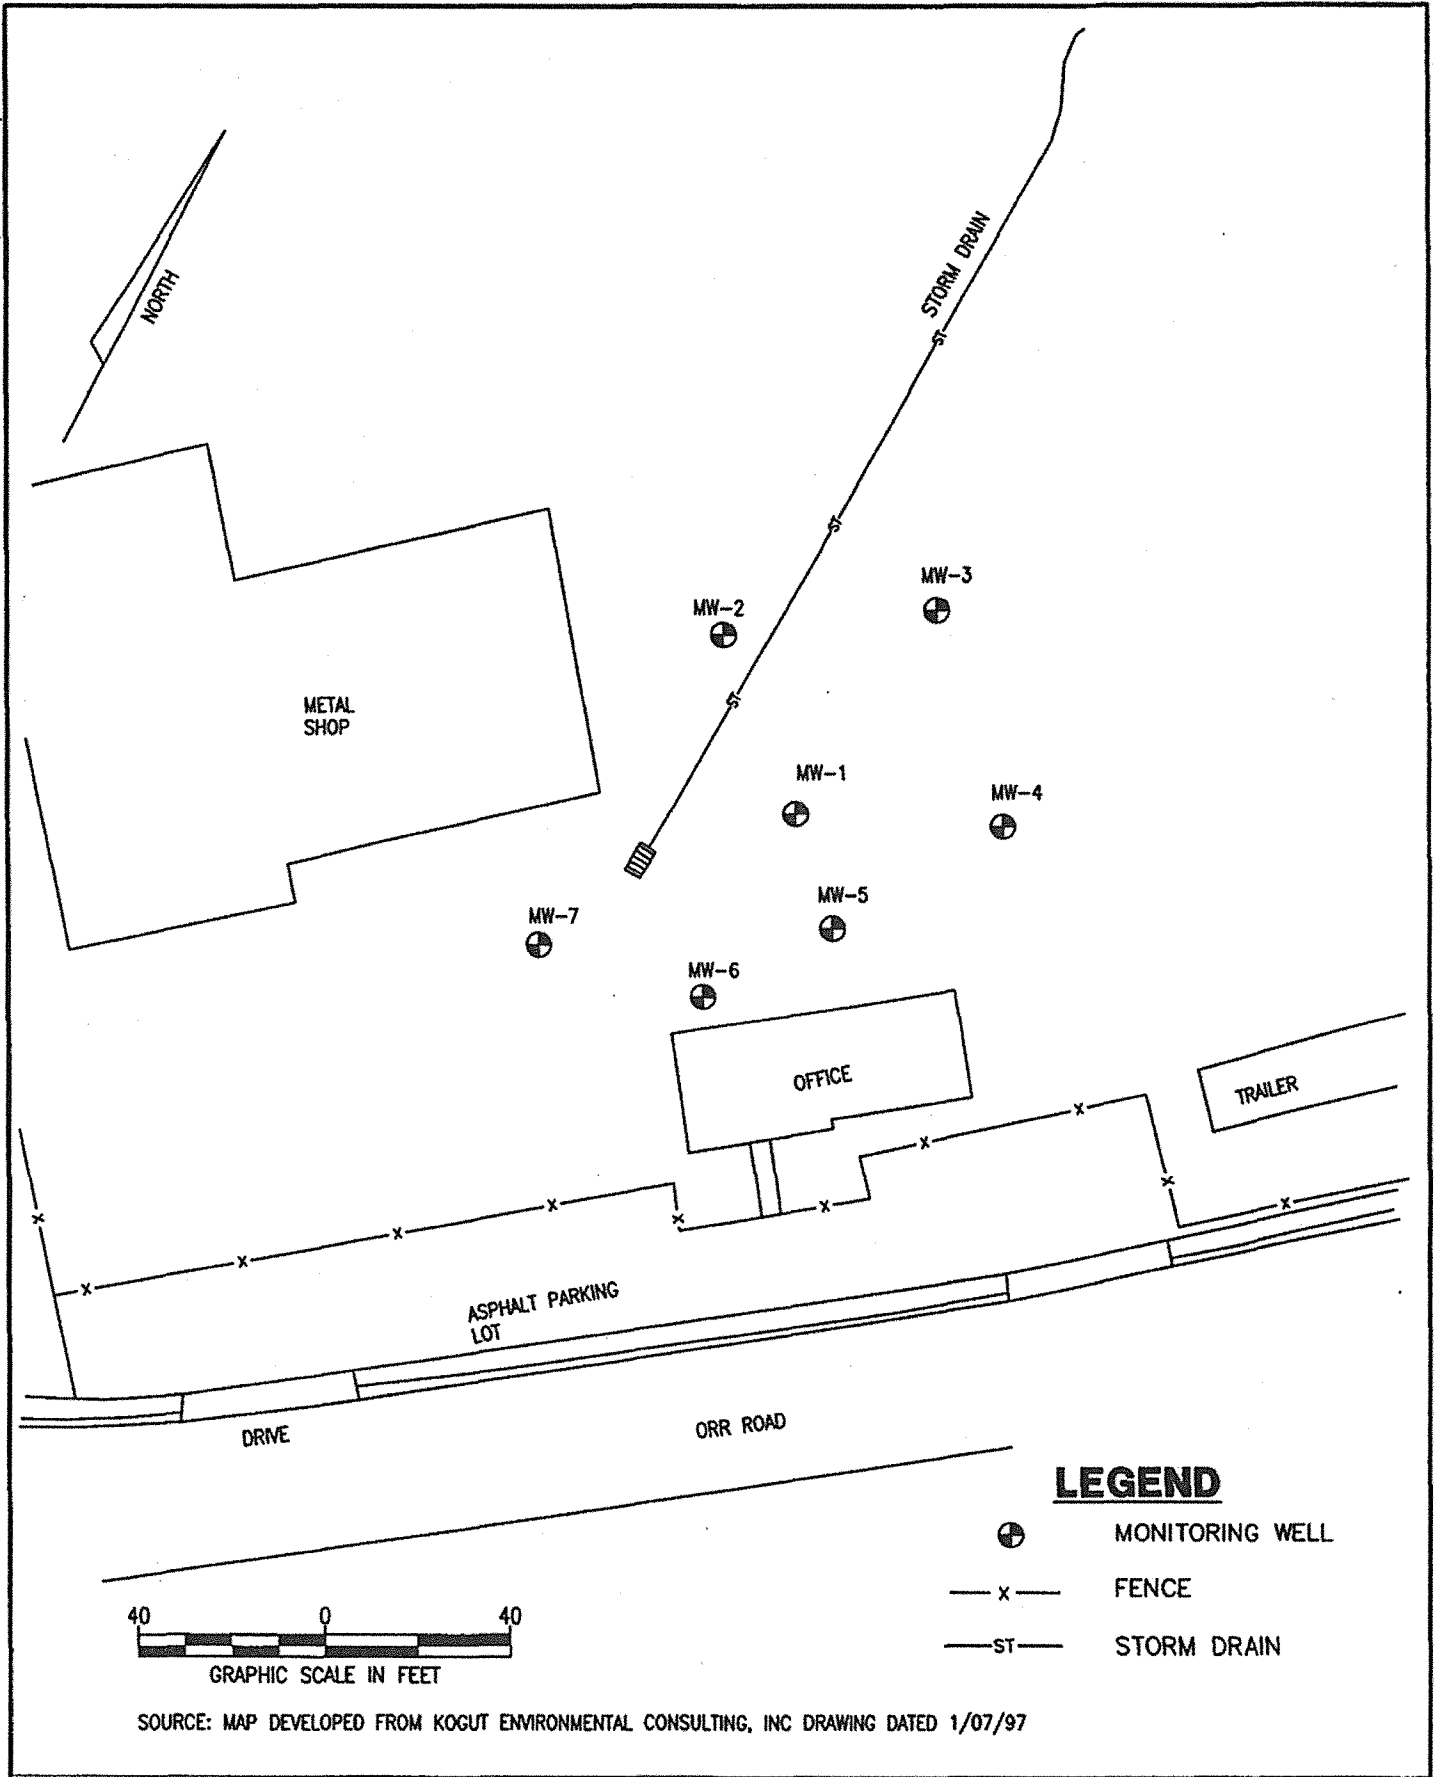 NORTH
STORM DRAIN
ST
ST
MW-3
MW-2
ST
METAL
SHOP
MW-1
MW-4
MW-5
MW-7
MW-6
OFFICE
TRAILER
X
X
X
X
X
X
X
X
X
X
X
ASPHALT PARKING
LOT
DRIVE
ORR ROAD
LEGEND
MONITORING WELL
X FENCE
ST STORM DRAIN
40 0 40
GRAPHIC SCALE IN FEET
SOURCE: MAP DEVELOPED FROM KOGUT ENVIRONMENTAL CONSULTING, INC DRAWING DATED 1/07/97